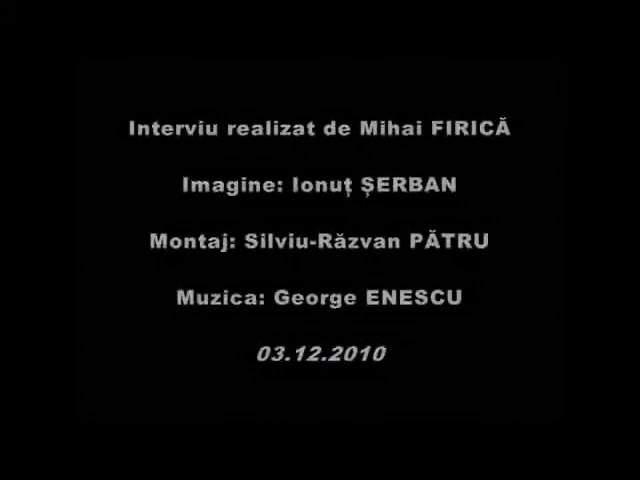 Interviu realizat de Mihai FIRICĂ
Imagine: Ionuț ȘERBAN
Montaj: Silviu-Răzvan PĂTRU
Muzica: George ENESCU
03.12.2010